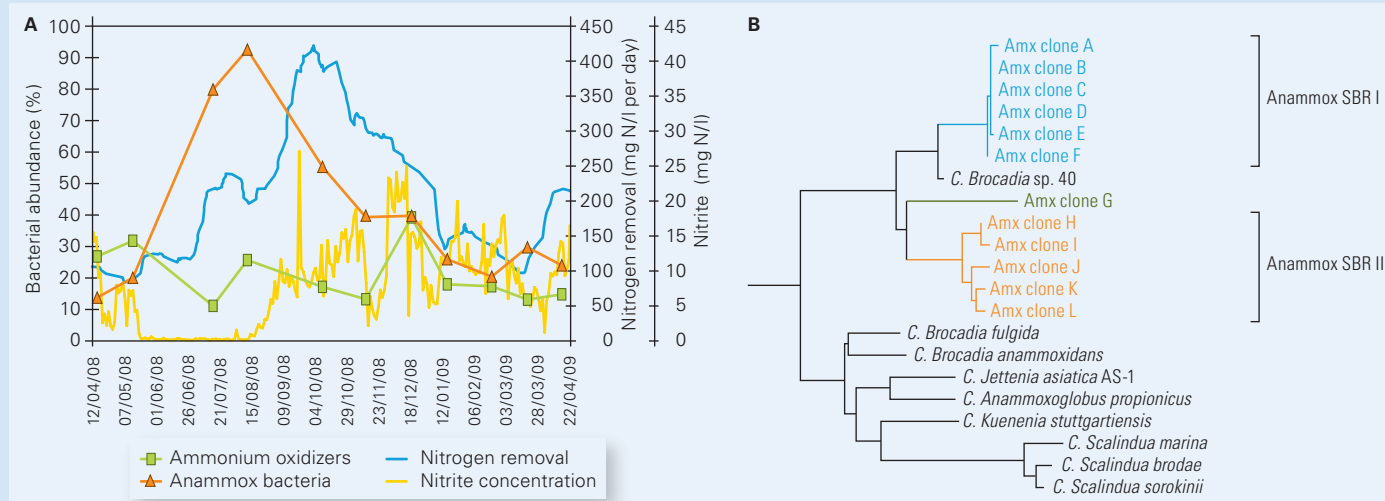 A
B
Bacterial abundance (%)
100
90
80
70
60
50
40
30
20
10
0
450
400
350
300
250
200
150
100
50
0
Nitrogen removal (mg N/l per day)
45
40
35
30
25
20
15
10
5
0
Nitrite (mg N/l)
12/04/08
07/05/08
01/06/08
26/06/08
21/07/08
15/08/08
09/09/08
04/10/08
29/10/08
23/11/08
18/12/08
12/01/09
06/02/09
03/03/09
28/03/09
22/04/09
Ammonium oxidizers
Nitrogen removal
Anammox bacteria
Nitrite concentration
Amx clone A
Amx clone B
Amx clone C
Amx clone D
Amx clone E
Amx clone F
Anammox SBR I
C. Brocadia sp. 40
Amx clone G
Amx clone H
Amx clone I
Amx clone J
Amx clone K
Amx clone L
Anammox SBR II
C. Brocadia fulgida
C. Brocadia anammoxidans
C. Jettenia asiatica AS-1
C. Anammoxoglobus propionicus
C. Kuenenia stuttgartiensis
C. Scalindua marina
C. Scalindua brodae
C. Scalindua sorokinii